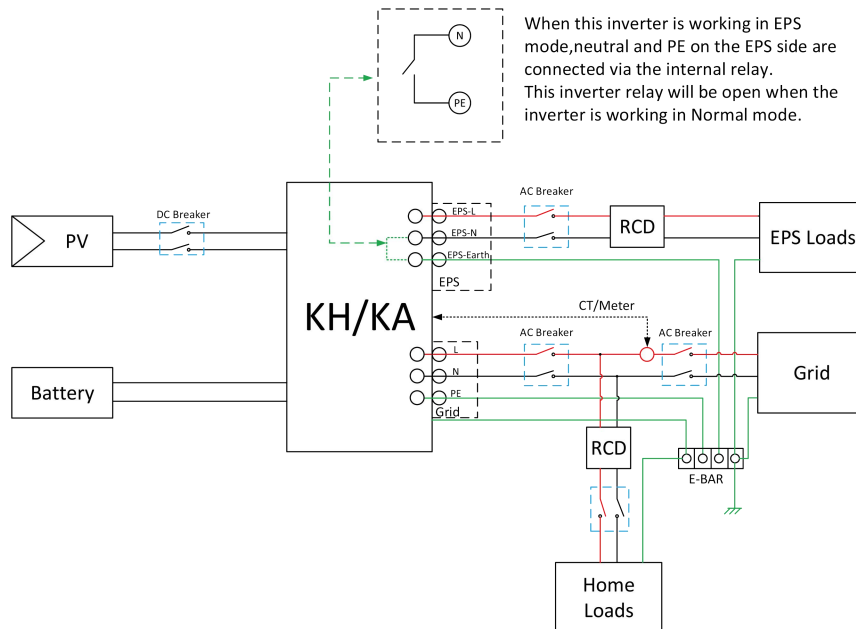 When this inverter is working in EPS
mode,neutral and PE on the EPS side are
connected via the internal relay.
This inverter relay will be open when the
inverter is working in Normal mode.
N
PE
PV
DC Breaker
KH/KA
EPS-L
EPS-N
EPS-Earth
EPS
AC Breaker
RCD
EPS Loads
CT/Meter
AC Breaker
AC Breaker
L
N
PE
Grid
Grid
Battery
RCD
E-BAR
Home
Loads